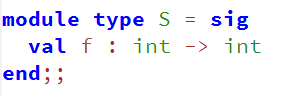 module type S = sig
  val f : int -> int
end;;